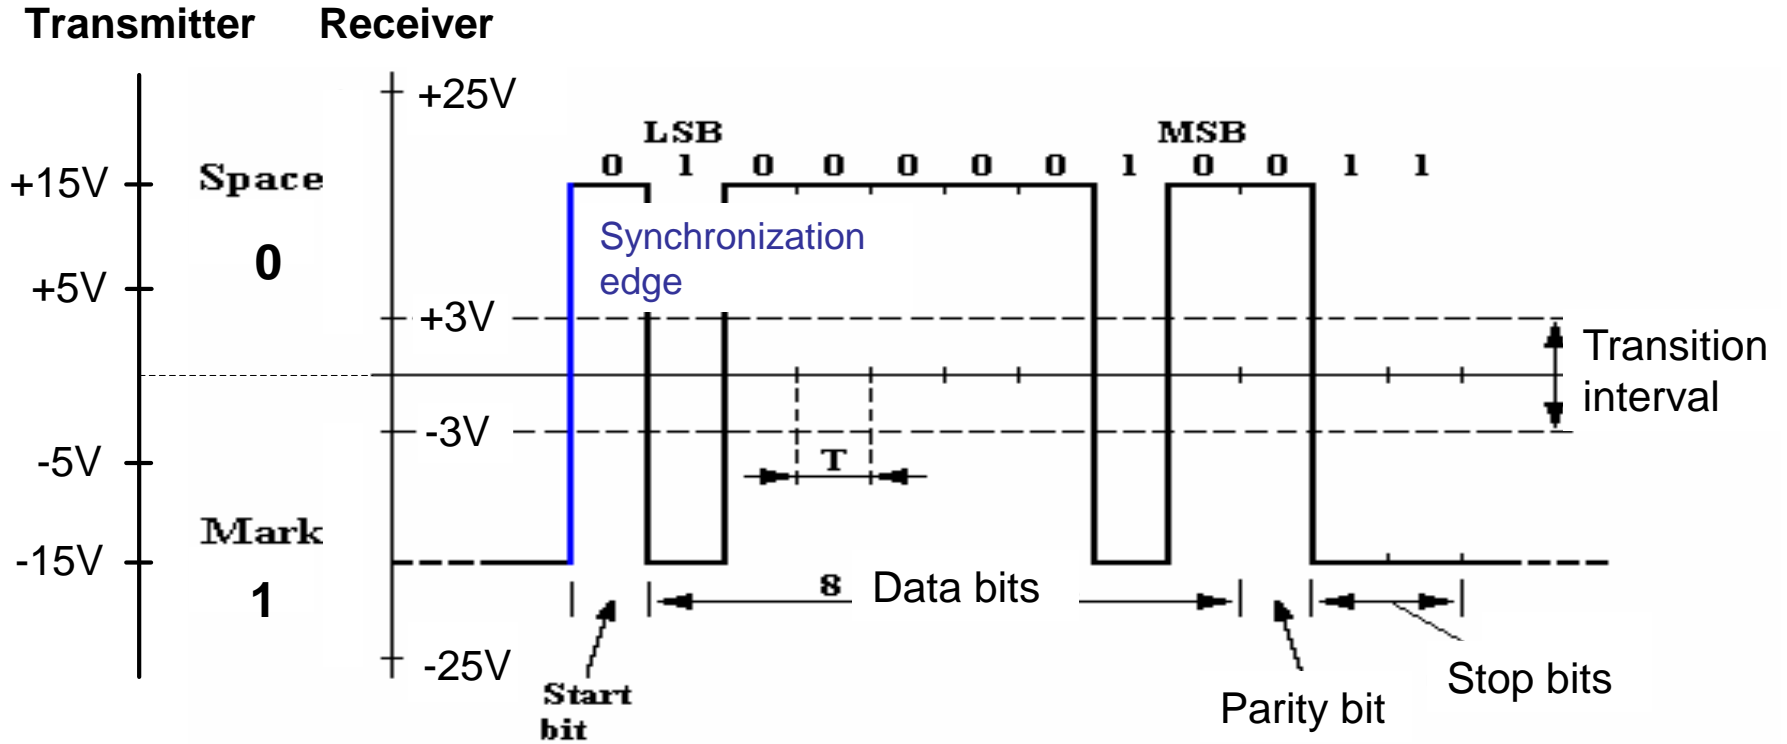 Transmitter Receiver
+25V
LSB MSB
0 1 0 0 0 0 0 1 0 0 1 1
+15V Space
Synchronization
edge
0
+5V
+3V
Transition
interval
-3V
-5V
T
Mark
-15V
1
8 Data bits
-25V
Start
bit
Parity bit
Stop bits